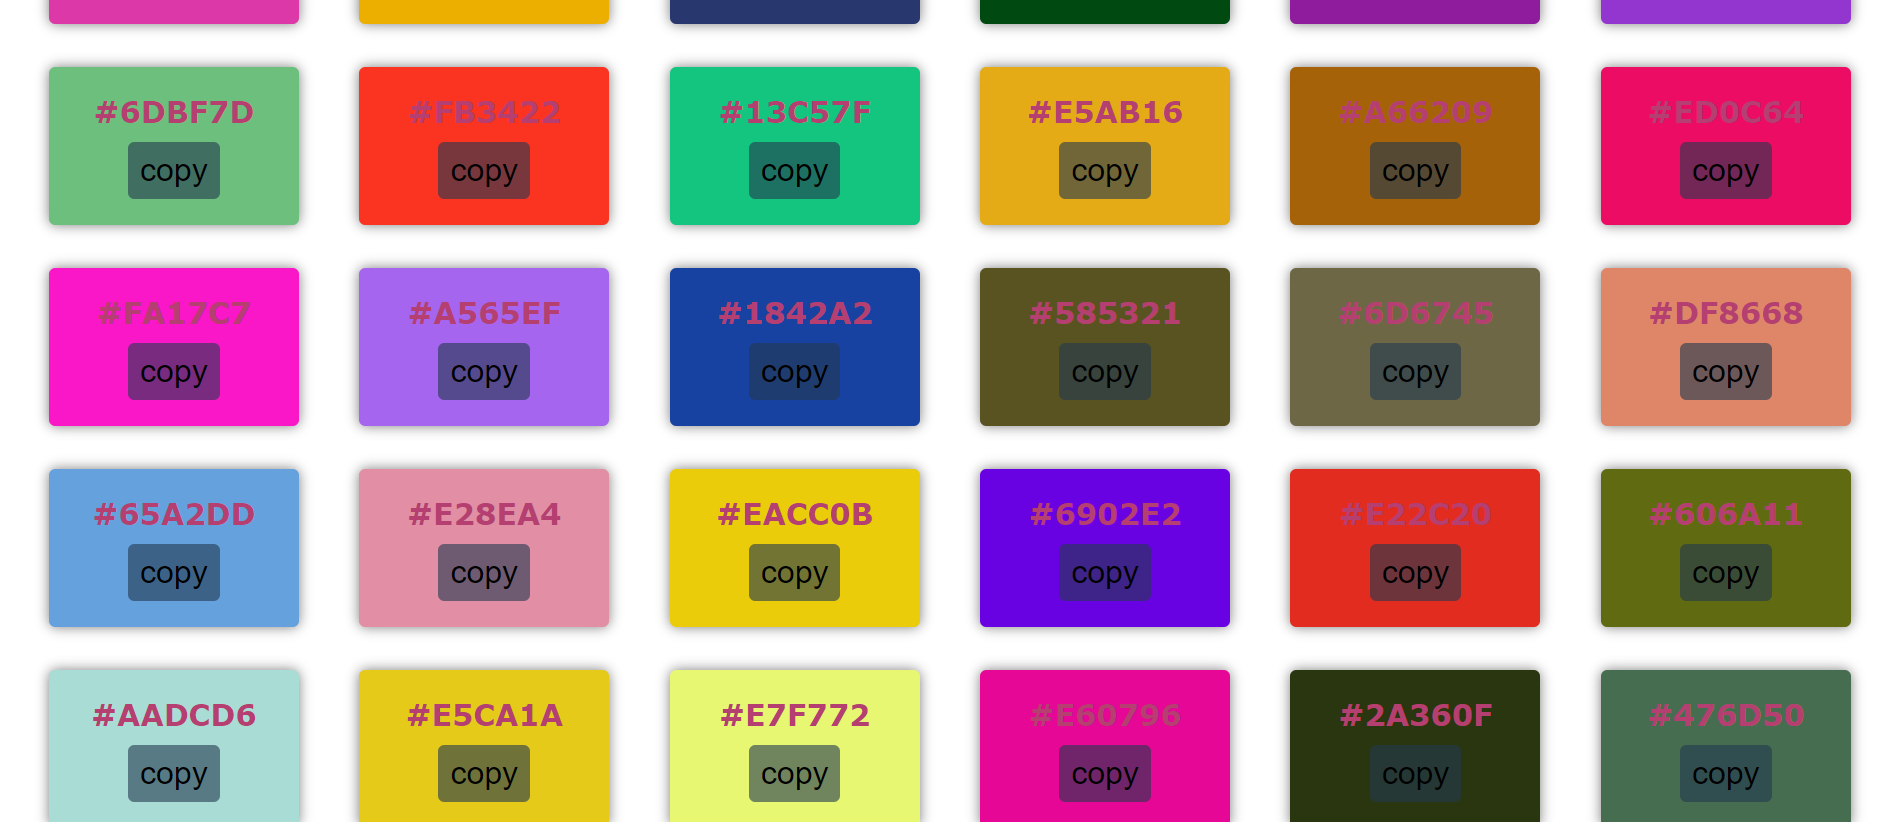 #6DBF7D #FB3422 #13C57F #E5AB16 #A66209 #ED0C64
copy copy copy copy copy copy
#FA17C7 #A565EF #1842A2 #585321 #6D6745 #DF8668
copy copy copy copy copy copy
#65A2DD #E28EA4 #EACC0B #6902E2 #E22C20 #606A11
copy copy copy copy copy copy
#AADCD6 #E5CA1A #E7F772 #E60796 #2A360F #476D50
copy copy copy copy copy copy